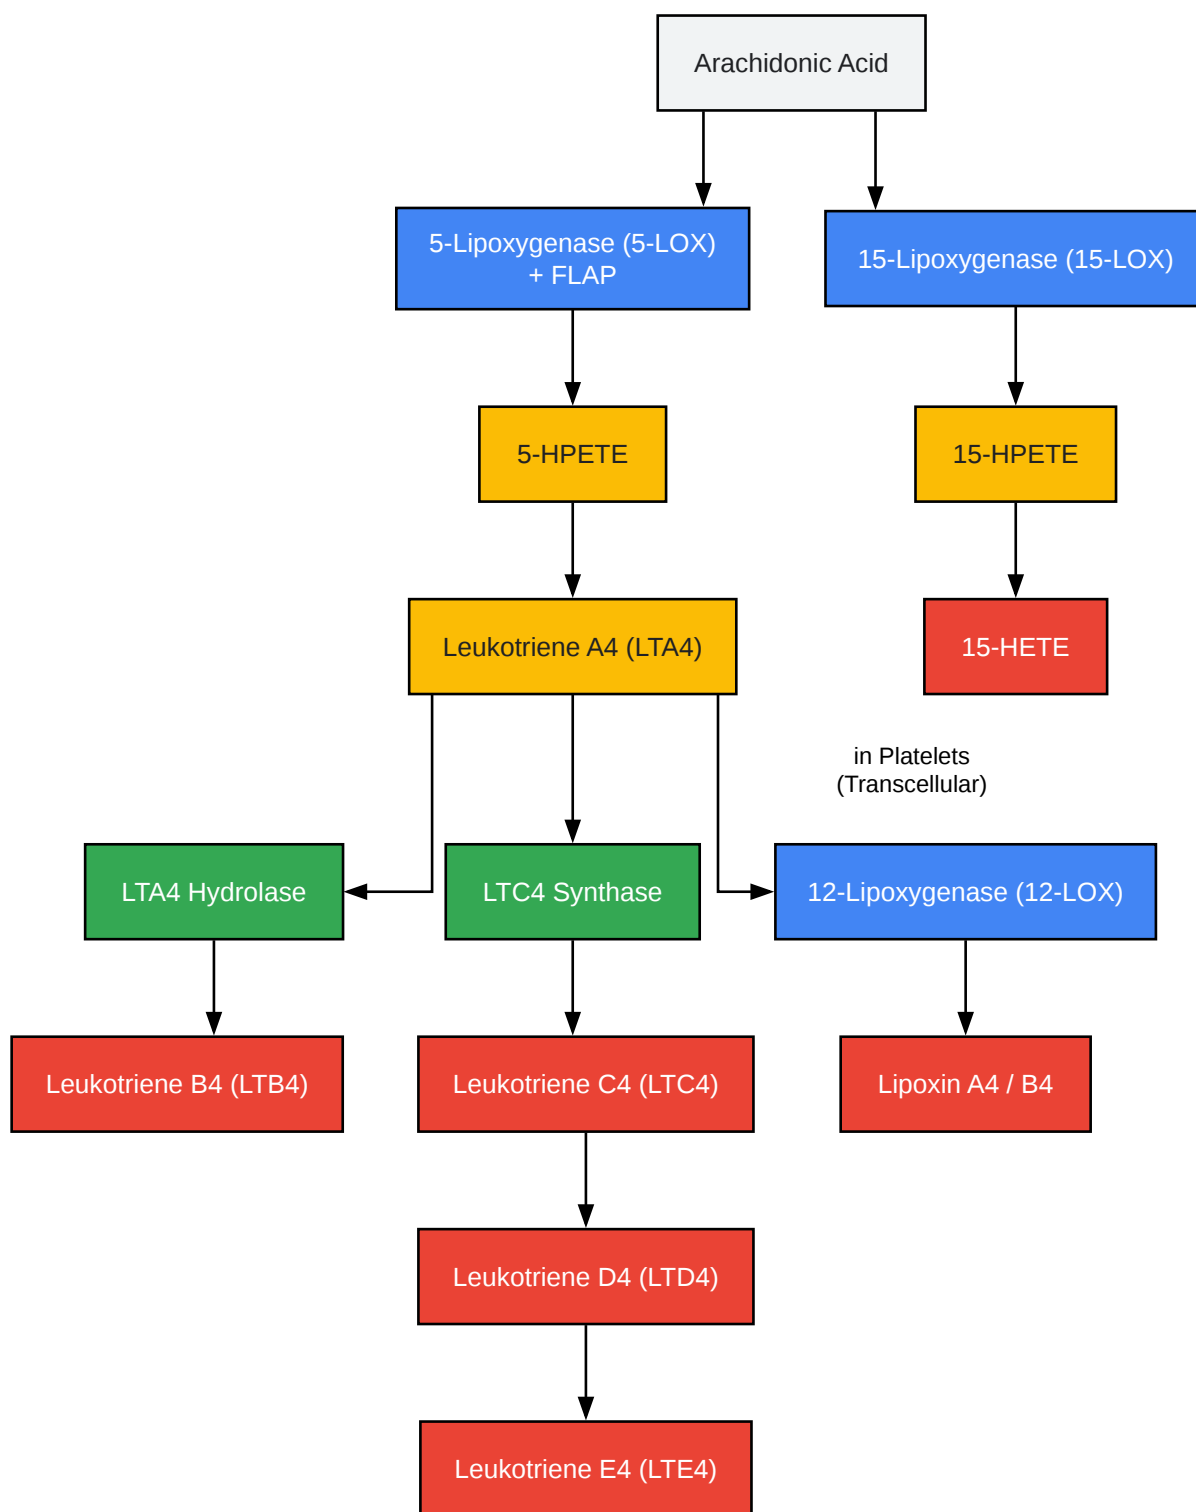 Arachidonic Acid
5-Lipoxygenase (5-LOX)
+ FLAP
15-Lipoxygenase (15-LOX)
5-HPETE
15-HPETE
Leukotriene A4 (LTA4)
15-HETE
in Platelets
(Transcellular)
LTA4 Hydrolase
LTC4 Synthase
12-Lipoxygenase (12-LOX)
Leukotriene B4 (LTB4)
Leukotriene C4 (LTC4)
Lipoxin A4 / B4
Leukotriene D4 (LTD4)
Leukotriene E4 (LTE4)